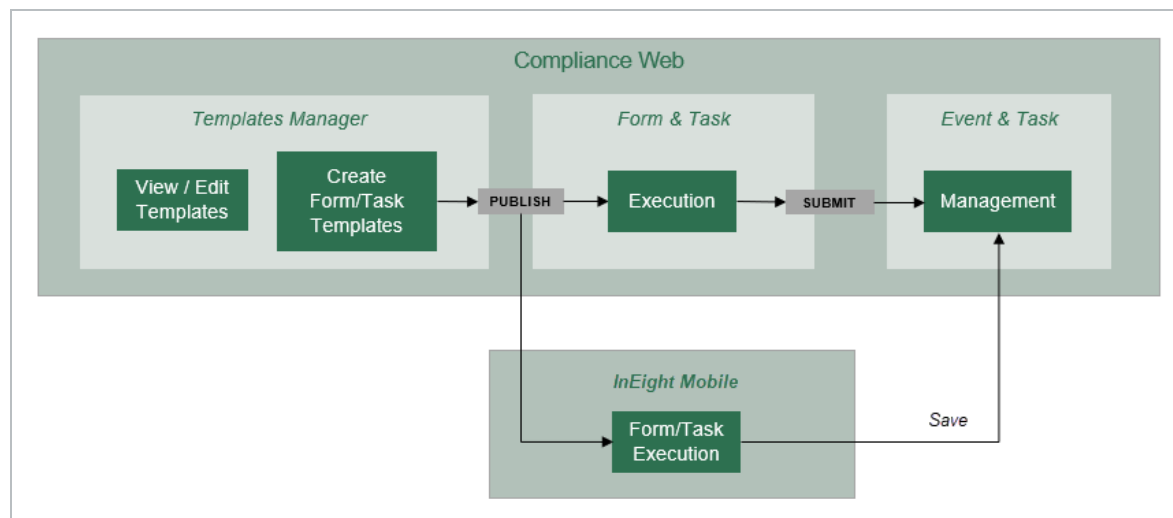 Compliance Web
Templates Manager
Form & Task
Event & Task
View / Edit
Templates
Create
Form/Task
Templates
PUBLISH
Execution
SUBMIT
Management
InEight Mobile
Form/Task
Execution
Save